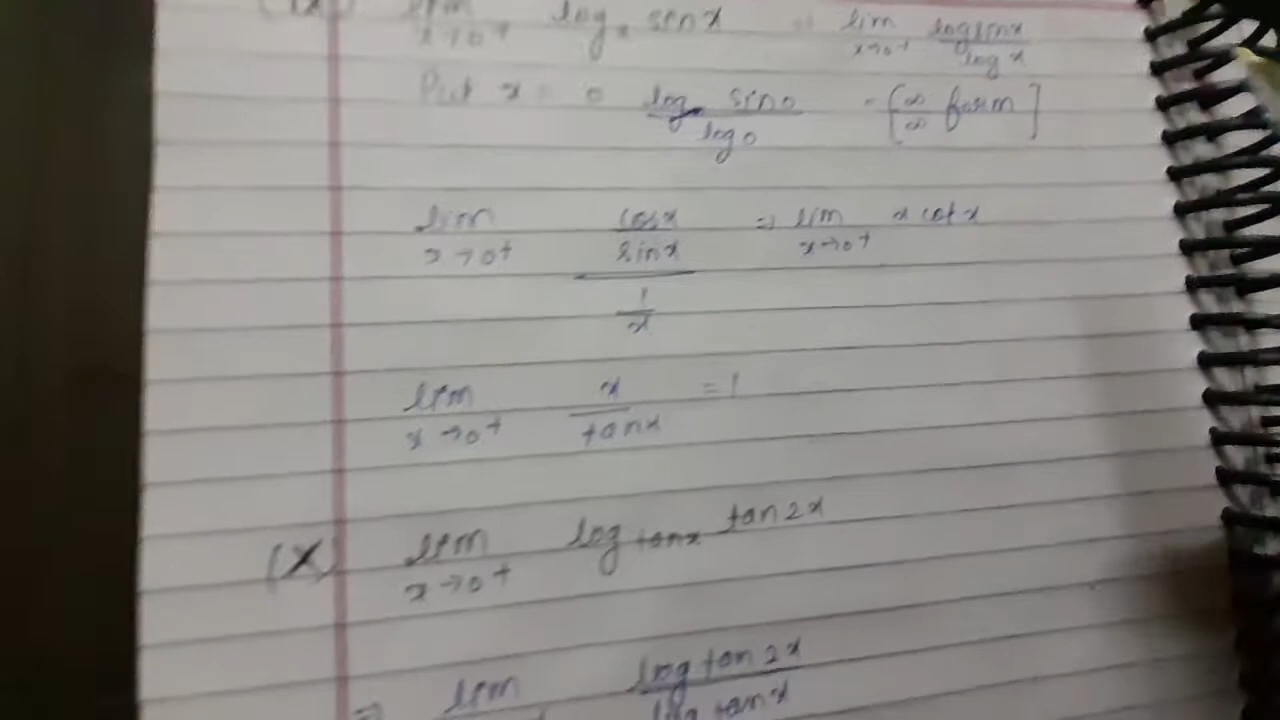 (ix) lim x→0+ log x sin x = lim x→0+ log sin x / log x
Put x = 0 log sin 0 / log 0 = [∞/∞ form]
lim x→0+ (cos x / sin x) / (1/x) ⇒ lim x→0+ x cot x
lim x→0+ x / tan x = 1
(X) lim x→0+ log tan x tan 2x
⇒ lim log tan 2x / log tan x